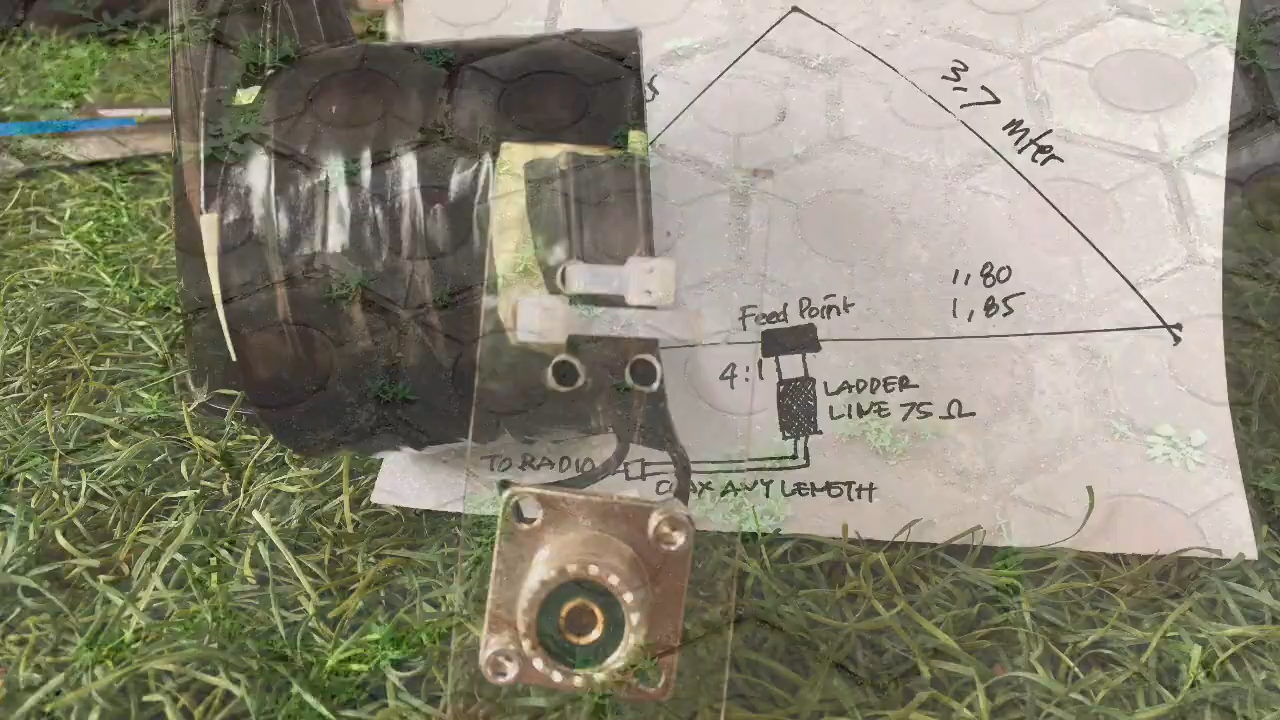 3,7 mter
1,80
1,85
Feed Point
4:1
LADDER
LINE 75 Ω
TO RADIO
COAX ANY LENGTH